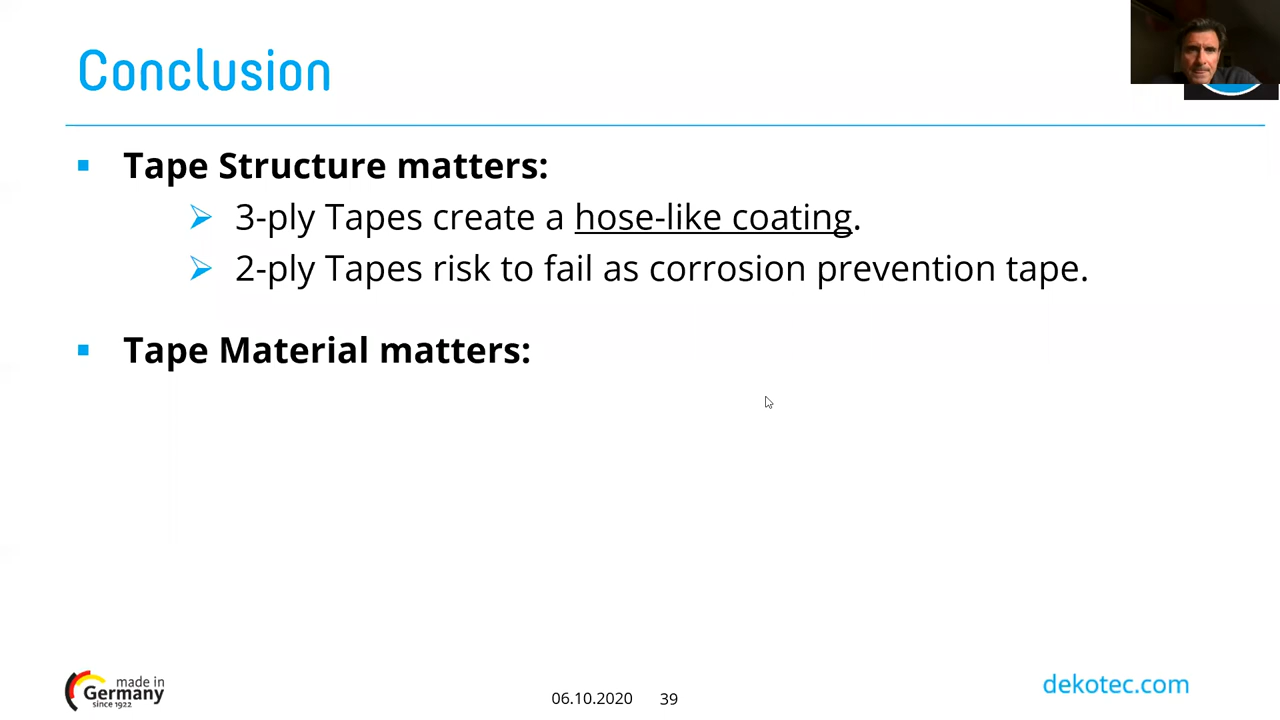 Conclusion
Tape Structure matters:
3-ply Tapes create a hose-like coating.
2-ply Tapes risk to fail as corrosion prevention tape.
Tape Material matters:
made in
Germany
since 1922
06.10.2020
39
dekotec.com